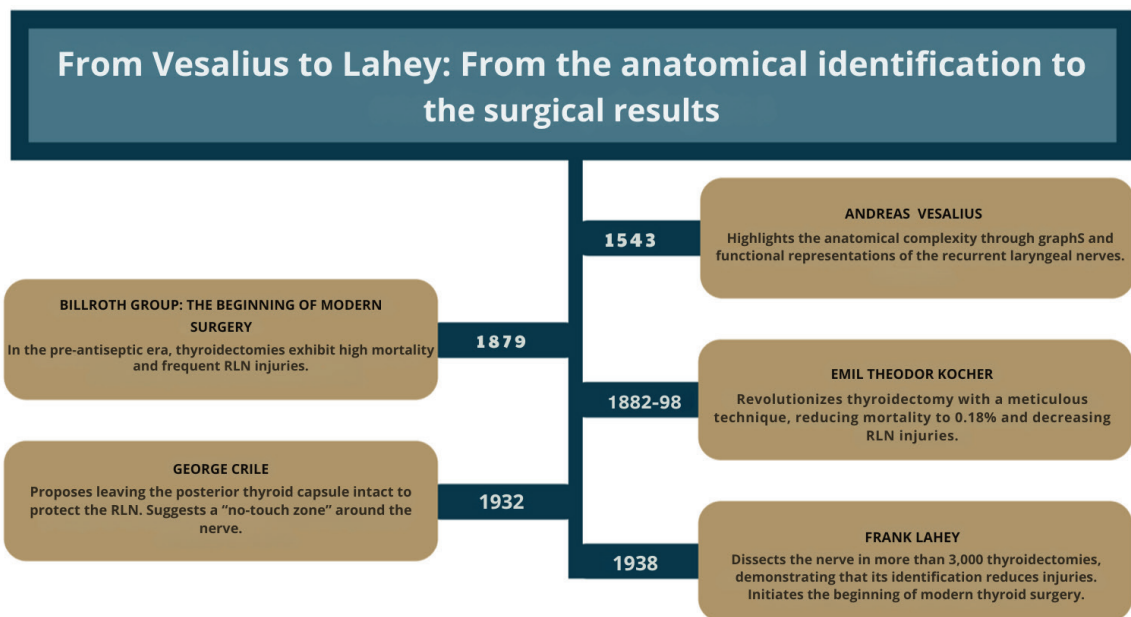 From Vesalius to Lahey: From the anatomical identification to
the surgical results
1543
ANDREAS VESALIUS
Highlights the anatomical complexity through graphS and
functional representations of the recurrent laryngeal nerves.
BILLROTH GROUP: THE BEGINNING OF MODERN
SURGERY
In the pre-antiseptic era, thyroidectomies exhibit high mortality
and frequent RLN injuries.
1879
1882-98
EMIL THEODOR KOCHER
Revolutionizes thyroidectomy with a meticulous
technique, reducing mortality to 0.18% and decreasing
RLN injuries.
GEORGE CRILE
Proposes leaving the posterior thyroid capsule intact to
protect the RLN. Suggests a “no-touch zone” around the
nerve.
1932
1938
FRANK LAHEY
Dissects the nerve in more than 3,000 thyroidectomies,
demonstrating that its identification reduces injuries.
Initiates the beginning of modern thyroid surgery.